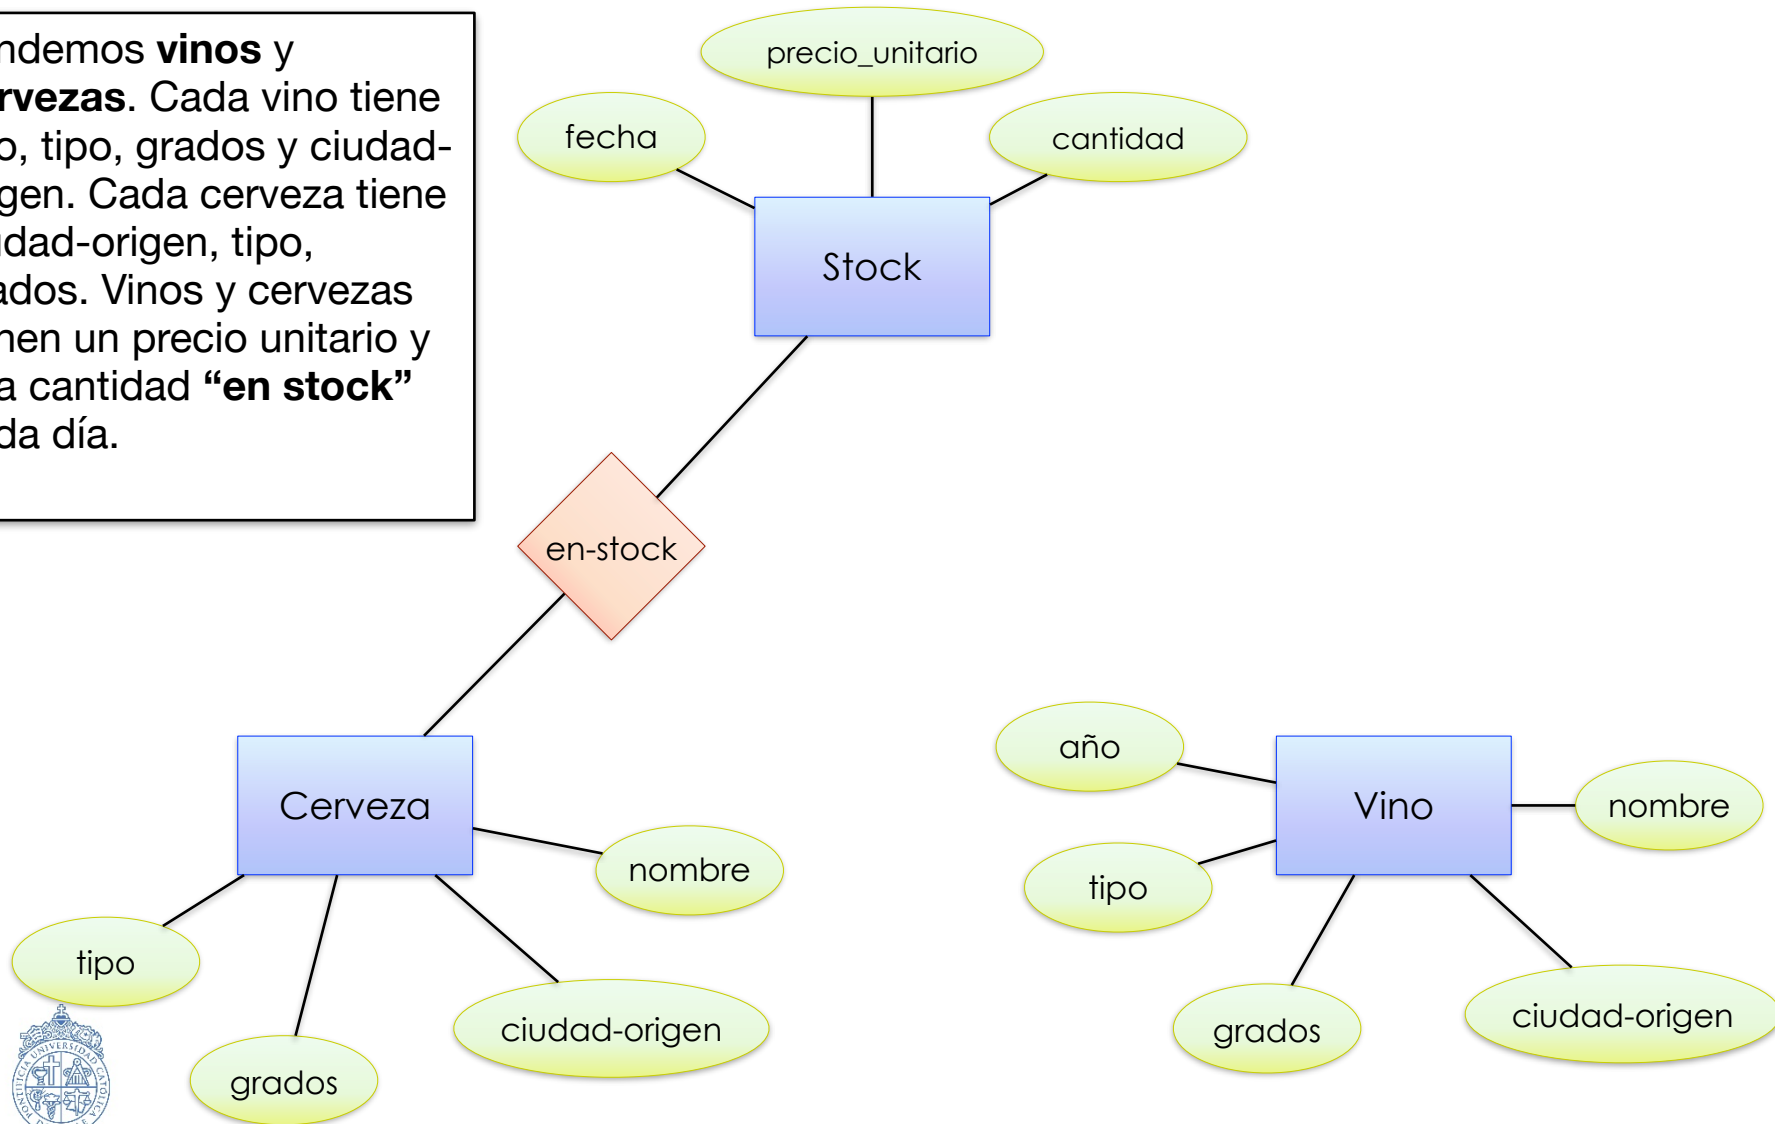 ndemos vinos y
rvezas. Cada vino tiene
o, tipo, grados y ciudad-
gen. Cada cerveza tiene
dad-origen, tipo,
ados. Vinos y cervezas
nen un precio unitario y
a cantidad “en stock”
da día.
precio_unitario
fecha
cantidad
Stock
en-stock
Cerveza
nombre
tipo
ciudad-origen
grados
año
Vino
nombre
tipo
grados
ciudad-origen
UNIVERSIDAD